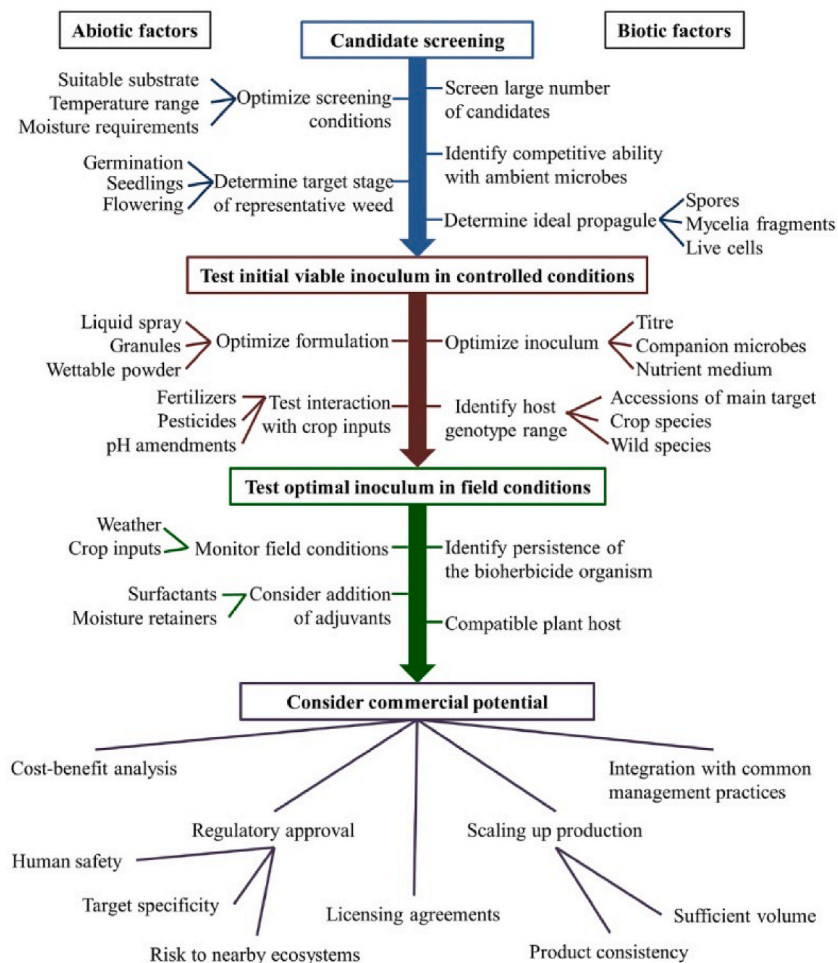 Abiotic factors
Candidate screening
Biotic factors
Suitable substrate
Temperature range
Moisture requirements
Optimize screening
conditions
Screen large number
of candidates
Germination
Seedlings
Flowering
Determine target stage
of representative weed
Identify competitive ability
with ambient microbes
Determine ideal propagule
Spores
Mycelia fragments
Live cells
Test initial viable inoculum in controlled conditions
Liquid spray
Granules
Wettable powder
Optimize formulation
Optimize inoculum
Titre
Companion microbes
Nutrient medium
Fertilizers
Pesticides
pH amendments
Test interaction
with crop inputs
Identify host
genotype range
Accessions of main target
Crop species
Wild species
Test optimal inoculum in field conditions
Weather
Crop inputs
Monitor field conditions
Identify persistence of
the bioherbicide organism
Surfactants
Moisture retainers
Consider addition
of adjuvants
Compatible plant host
Consider commercial potential
Cost-benefit analysis
Integration with common
management practices
Regulatory approval
Scaling up production
Human safety
Target specificity
Risk to nearby ecosystems
Licensing agreements
Sufficient volume
Product consistency